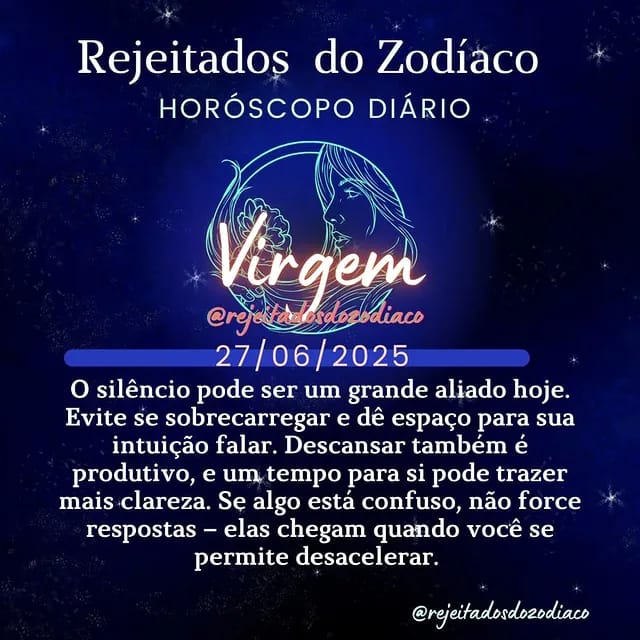 Rejeitados do Zodíaco
HORÓSCOPO DIÁRIO
Virgem
@rejeitadosdozodiaco
27/06/2025
O silêncio pode ser um grande aliado hoje.
Evite se sobrecarregar e dê espaço para sua
intuição falar. Descansar também é
produtivo, e um tempo para si pode trazer
mais clareza. Se algo está confuso, não force
respostas – elas chegam quando você se
permite desacelerar.
@rejeitadosdozodiaco